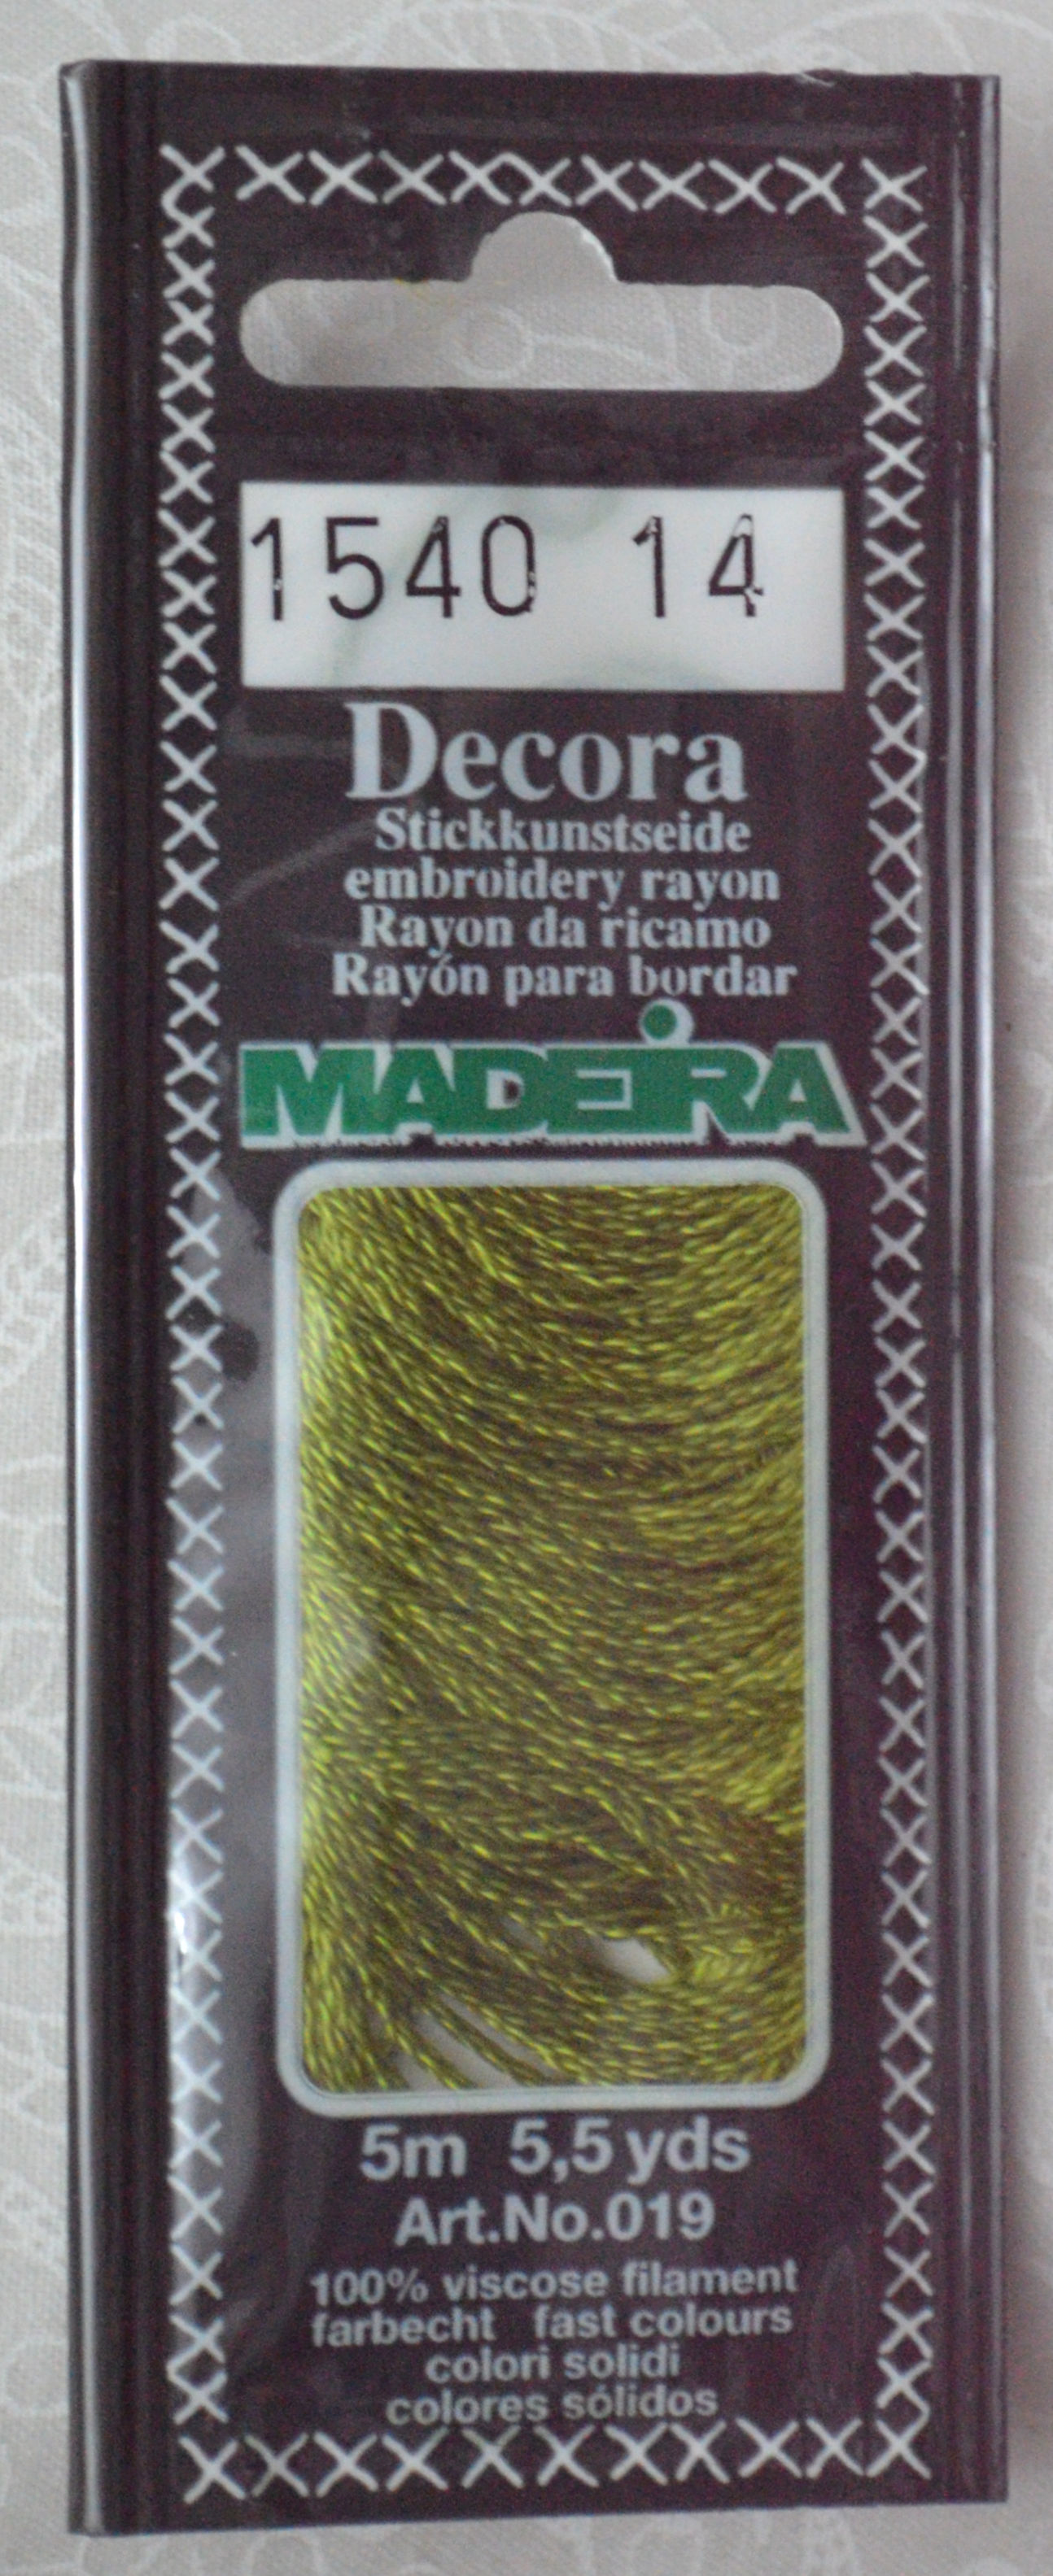 1540 14
Decora
Stickkunstseide
embroidery rayon
Rayon da ricamo
Rayón para bordar
MADEIRA
5m 5,5 yds
Art.No.019
100% viscose filament
farbecht fast colours
colori solidi
colores sólidos